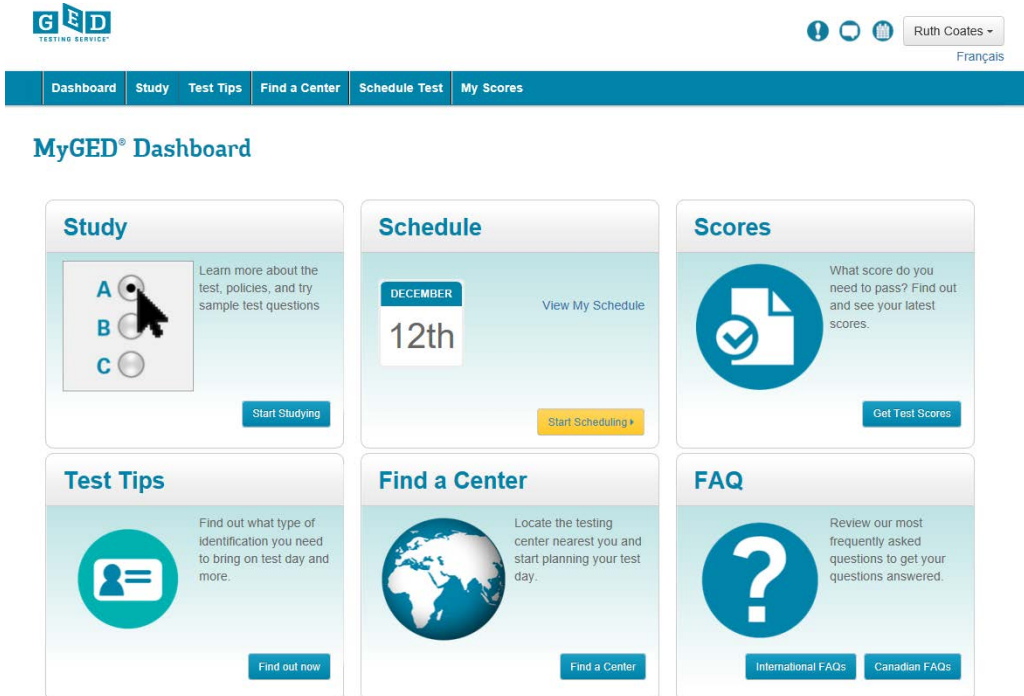 GED
TESTING SERVICE®
Ruth Coates
Français
Dashboard Study Test Tips Find a Center Schedule Test My Scores
MyGED® Dashboard
Study
A
B
C
Learn more about the
test, policies, and try
sample test questions
Start Studying
Schedule
DECEMBER
12th
View My Schedule
Start Scheduling
Scores
What score do you
need to pass? Find out
and see your latest
scores.
Get Test Scores
Test Tips
Find out what type of
identification you need
to bring on test day and
more.
Find out now
Find a Center
Locate the testing
center nearest you and
start planning your test
day.
Find a Center
FAQ
?
Review our most
frequently asked
questions to get your
questions answered.
International FAQs Canadian FAQs